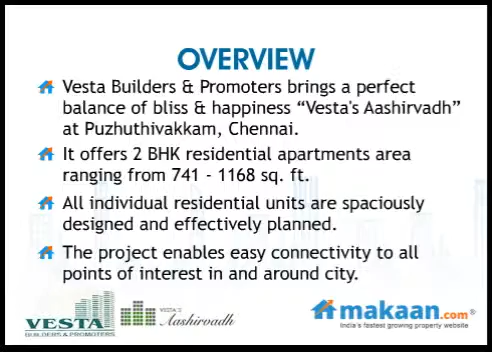 OVERVIEW
Vesta Builders & Promoters brings a perfect
balance of bliss & happiness “Vesta's Aashirvadh”
at Puzhuthivakkam, Chennai.
It offers 2 BHK residential apartments area
ranging from 741 - 1168 sq. ft.
All individual residential units are spaciously
designed and effectively planned.
The project enables easy connectivity to all
points of interest in and around city.
VESTA
BUILDERS & PROMOTERS
VESTA'S
Aashirvadh
makaan.com®
India's fastest growing property website